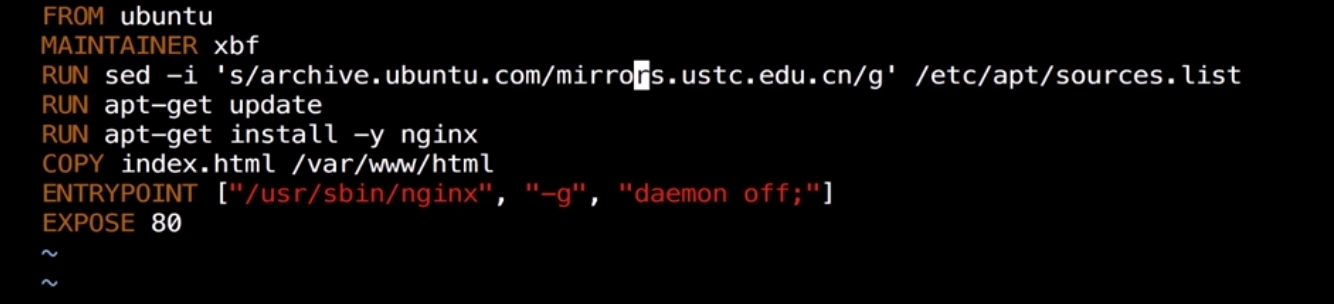 FROM ubuntu
MAINTAINER xbf
RUN sed -i 's/archive.ubuntu.com/mirrors.ustc.edu.cn/g' /etc/apt/sources.list
RUN apt-get update
RUN apt-get install -y nginx
COPY index.html /var/www/html
ENTRYPOINT ["/usr/sbin/nginx", "-g", "daemon off;"]
EXPOSE 80
~
~